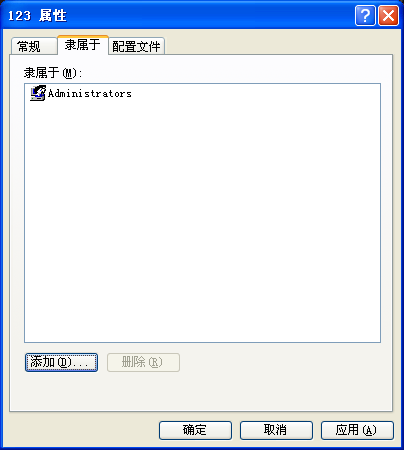 123 属性
常规 隶属于 配置文件
隶属于(M):
Administrators
添加(D)... 删除(R)
确定 取消 应用(A)